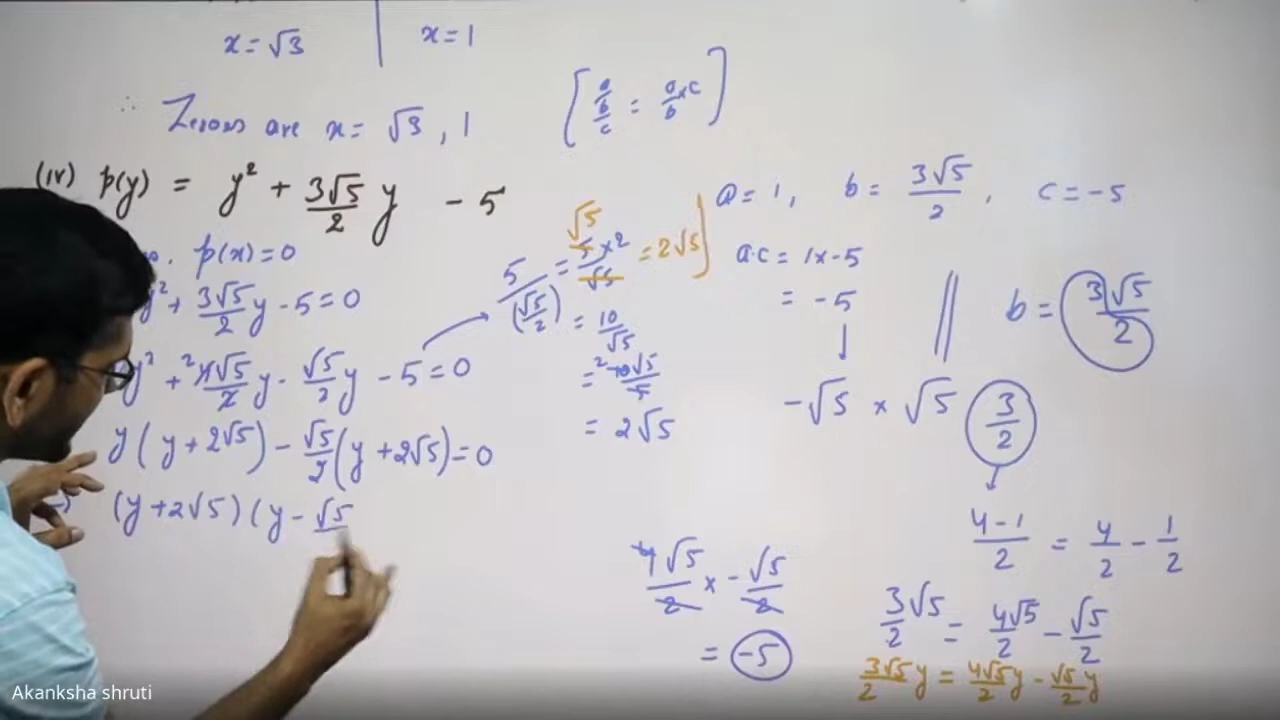 x = √3 | x = 1
∴ Zeroes are x = √3 , 1
[ a/b/c = a/b × c ]
(iv) p(y) = y² + 3√5/2 y - 5
p(x) = 0
y² + 3√5/2 y - 5 = 0
y² + 4√5/2 y - √5/2 y - 5 = 0
y ( y + 2√5 ) - √5/2 ( y + 2√5 ) = 0
( y + 2√5 ) ( y - √5
5/(√5/2) = 5×2/√5 = 2√5
= 10/√5
= 10√5/5
= 2√5
a = 1 , b = 3√5/2 , c = -5
a·c = 1 × -5
= -5
-√5 × √5
b = 3√5/2
3/2
4-1/2 = 4/2 - 1/2
3/2 √5 = 4√5/2 - √5/2
3√5/2 y = 4√5/2 y - √5/2 y
4√5/2 × -√5/2
= -5
Akanksha shruti